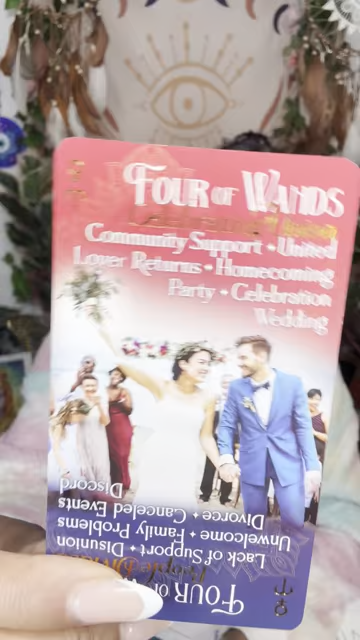 FOUR OF WANDS
Community Support • United
Lover Returns • Homecoming
Party • Celebration
Wedding
FOUR OF
People
Lack of Support • Disunion
Unwelcome • Family Problems
Divorce • Canceled Events
Discord